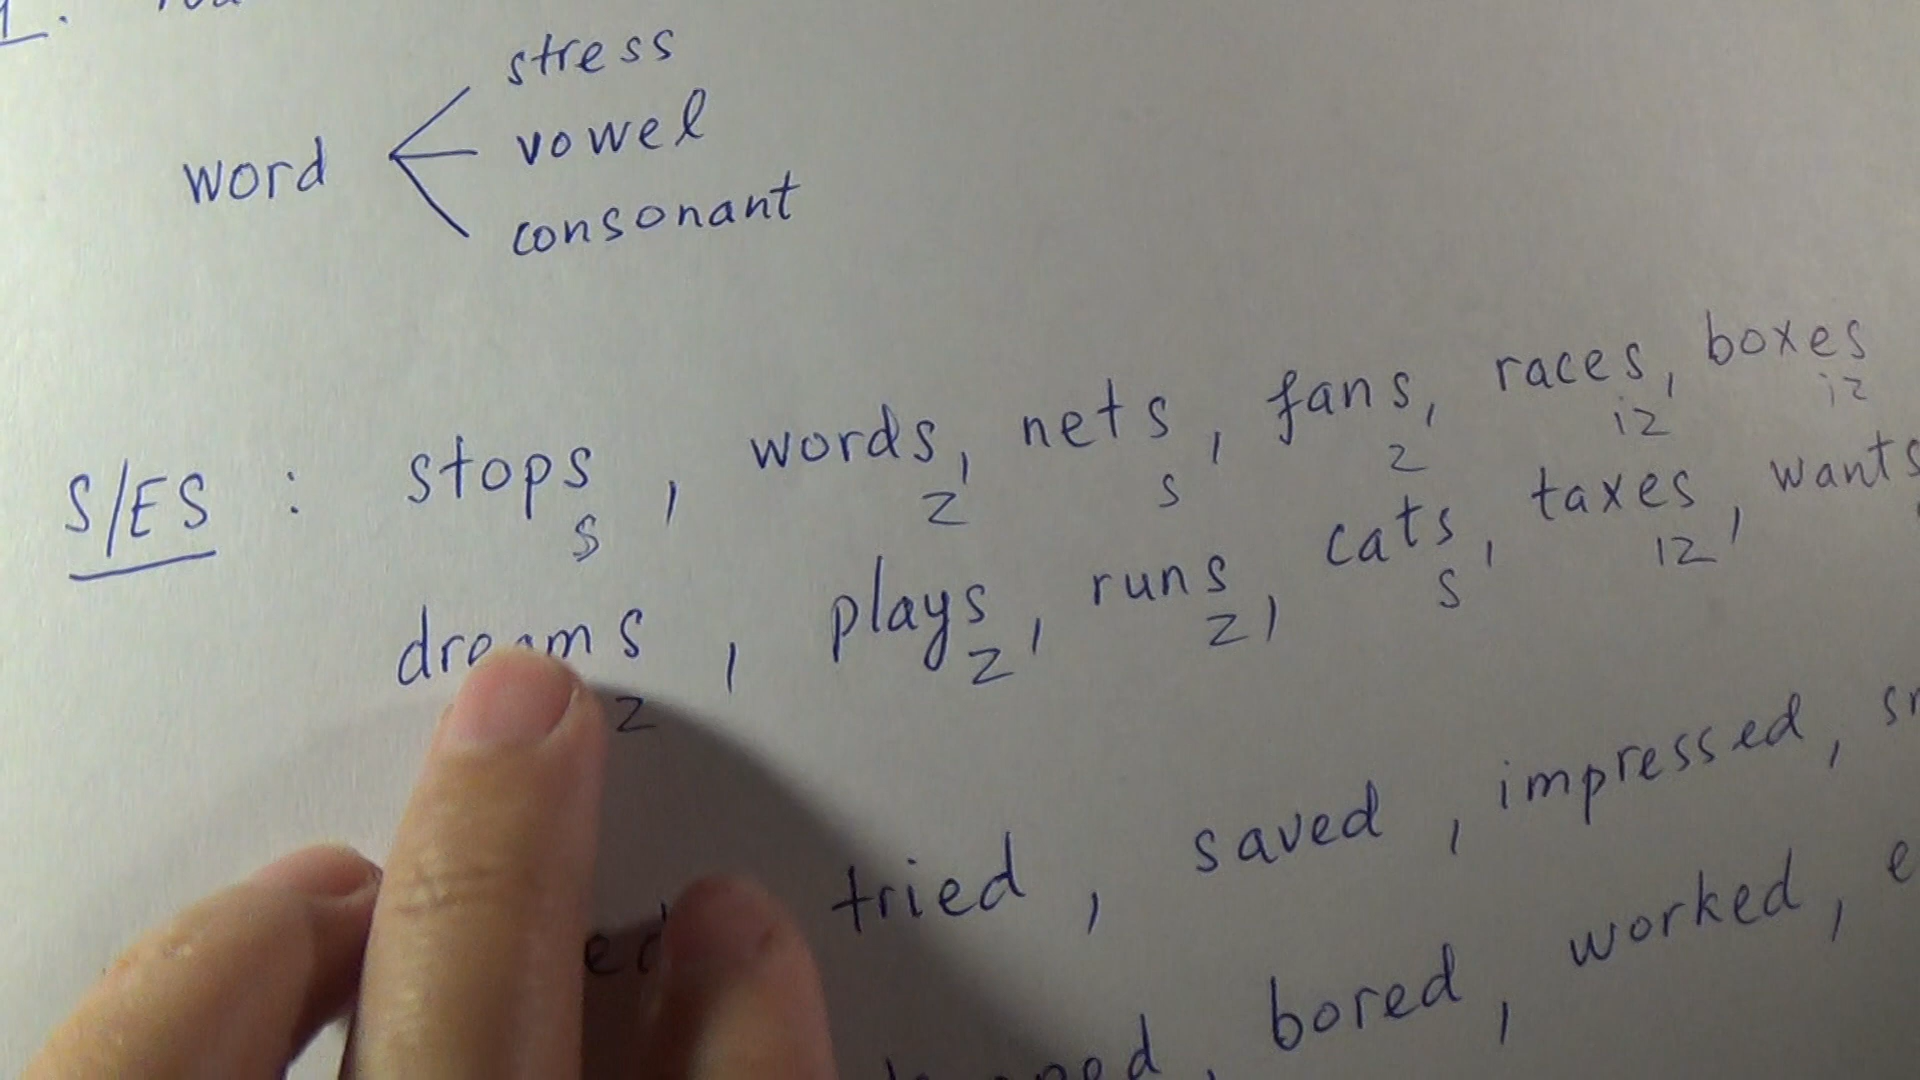 1.
stress
word vowel
consonant
S/ES : stops, words, nets, fans, races, boxes
s z s z iz iz
dreams, plays, runs, cats, taxes, wants
z z z s iz
tried, saved, impressed,
bored, worked,